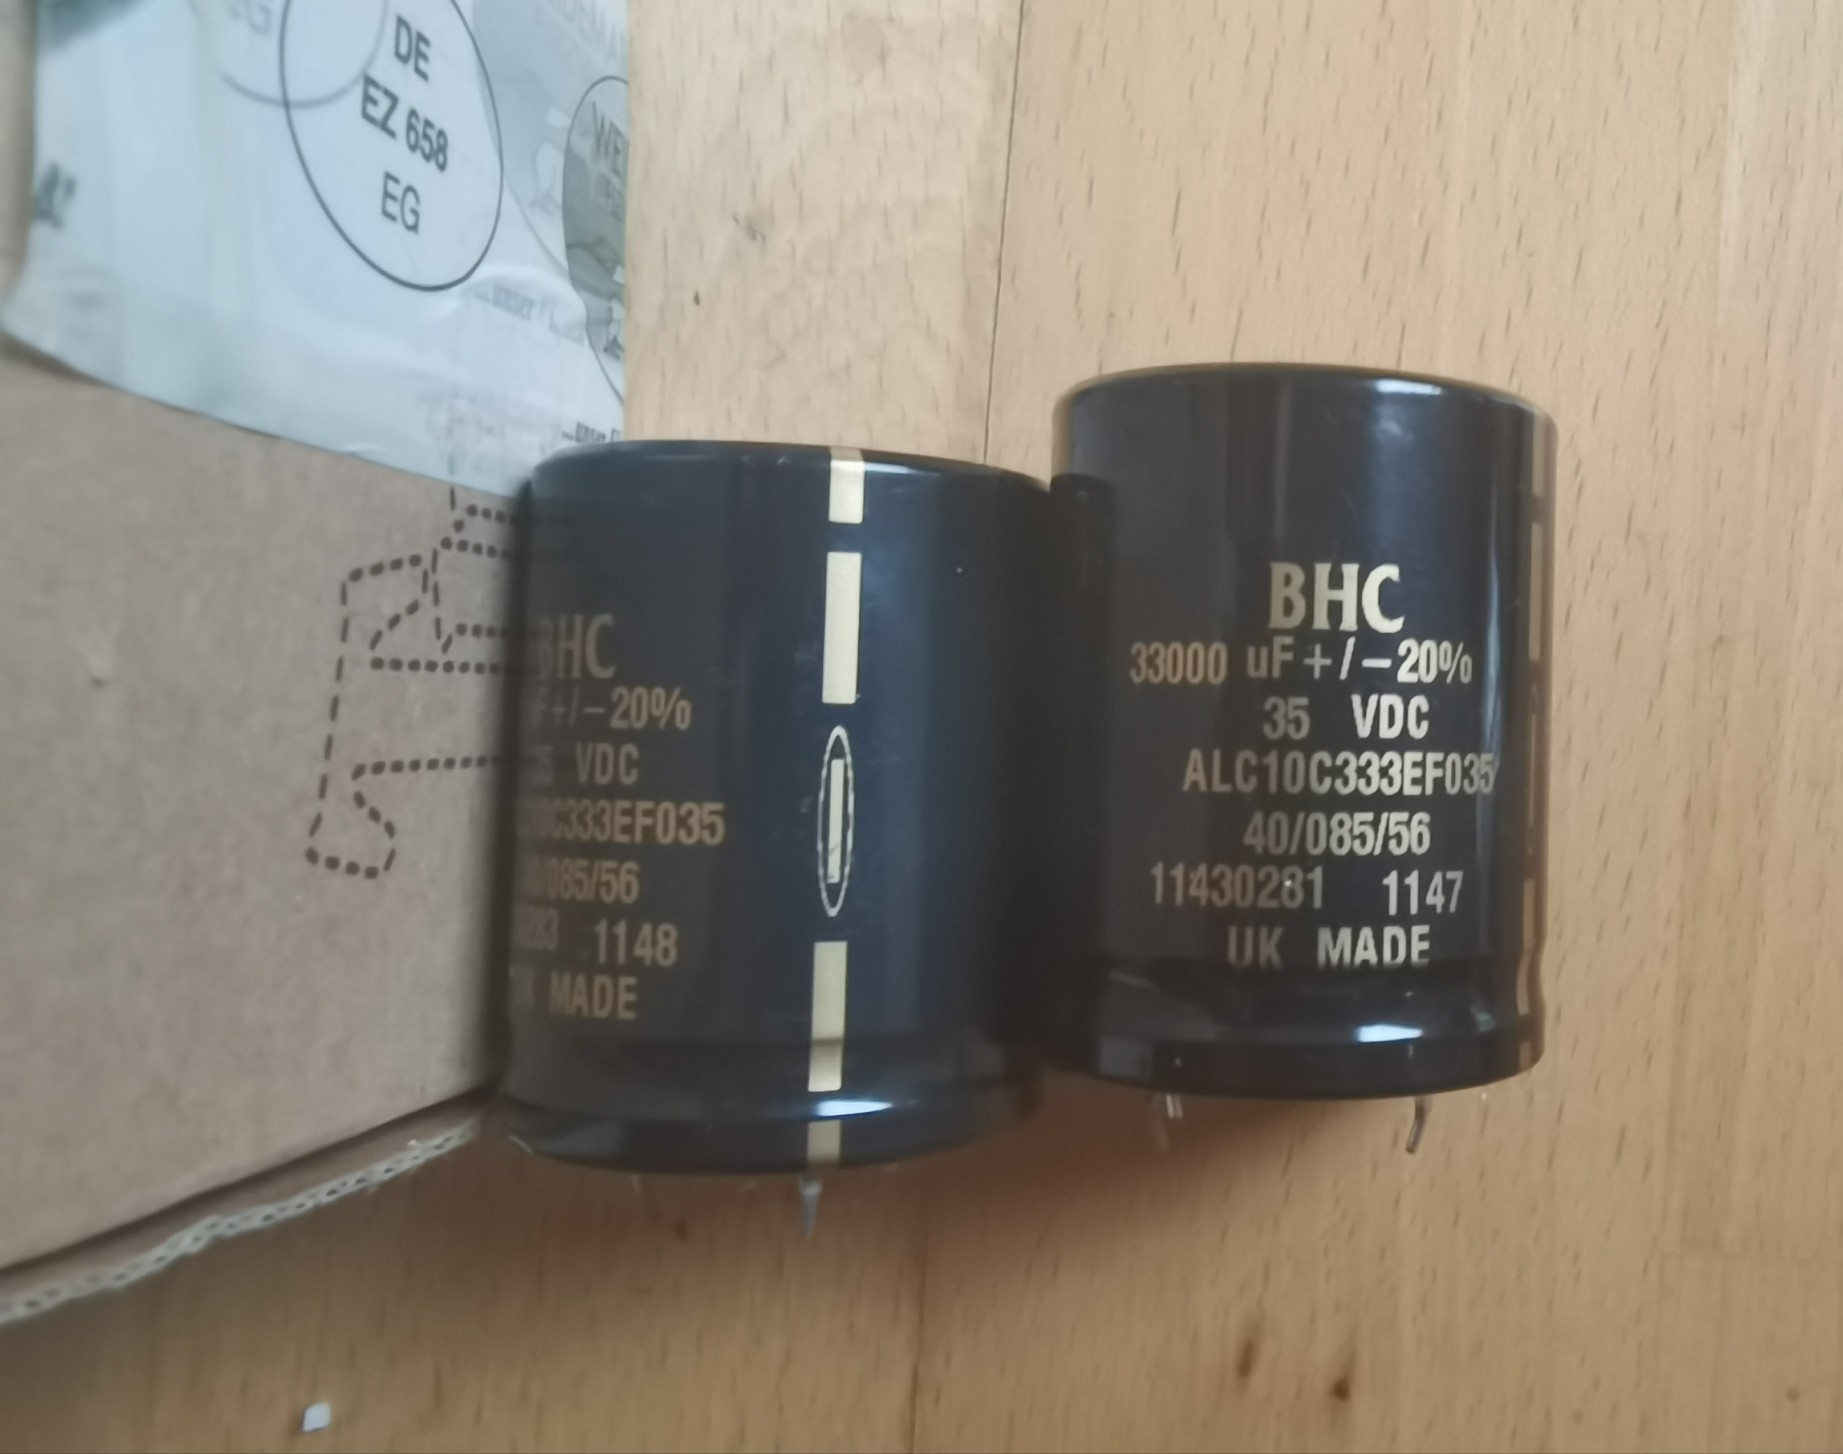 DE
EZ 658
EG
BHC
F+/-20%
VDC
C333EF035
/085/56
1148
MADE
BHC
33000 uF+/-20%
35 VDC
ALC10C333EF035
40/085/56
11430281 1147
UK MADE